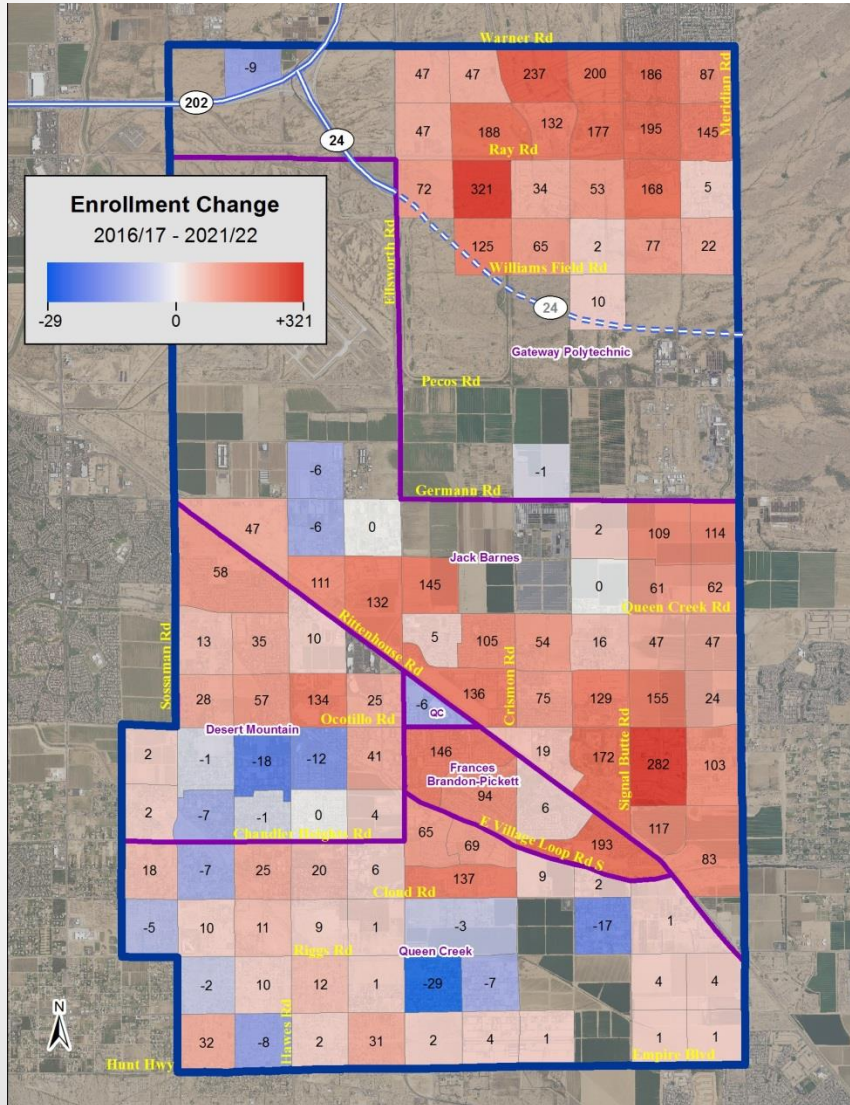 Warner Rd
-9
47 47 237 200 186 87
Meridian Rd
202
24
47 188 132 177 195 145
Ray Rd
72 321 34 53 168 5
Enrollment Change
2016/17 - 2021/22
-29 0 +321
Ellsworth Rd
125 65 2 77 22
Williams Field Rd
24
10
Gateway Polytechnic
Pecos Rd
-6
-1
Germann Rd
47 -6 0 2 109 114
Jack Barnes
58 111 132 145 0 61 62
Queen Creek Rd
Rittenhouse Rd
Sossaman Rd
13 35 10 5 105 54 16 47 47
Crismon Rd
28 57 134 25 -6 136 75 129 155 24
QC
Ocotillo Rd
Desert Mountain
Signal Butte Rd
2 -1 -18 -12 41 146 19 172 282 103
Frances
Brandon-Pickett
94
2 -7 -1 0 4 6 117
Chandler Heights Rd
E Village Loop Rd S
65 69 193 83
18 -7 25 20 6 137 9 2
Cloud Rd
-5 10 11 9 1 -3 -17 1
Riggs Rd
Queen Creek
-2 10 12 1 -29 -7 4 4
N
Hawes Rd
32 -8 2 31 2 4 1 1 1
Hunt Hwy
Empire Blvd